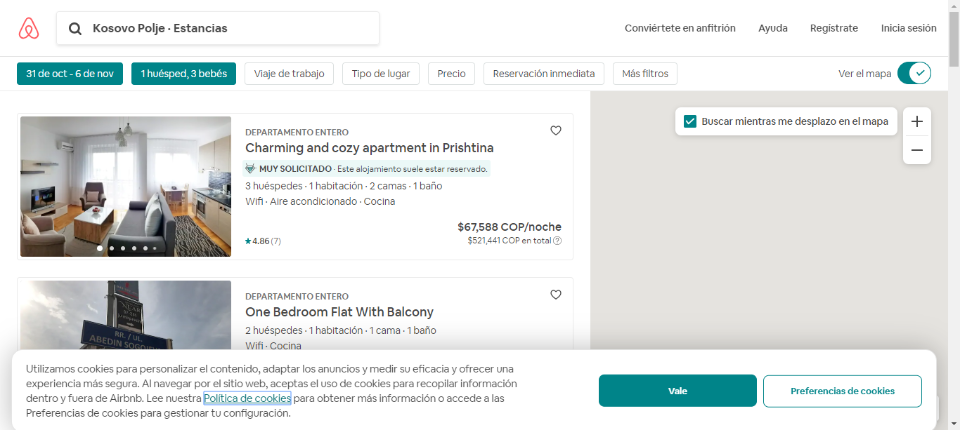 Kosovo Polje · Estancias
Conviértete en anfitrión
Ayuda
Regístrate
Inicia sesión
31 de oct - 6 de nov
1 huésped, 3 bebés
Viaje de trabajo
Tipo de lugar
Precio
Reservación inmediata
Más filtros
Ver el mapa
Buscar mientras me desplazo en el mapa
DEPARTAMENTO ENTERO
Charming and cozy apartment in Prishtina
MUY SOLICITADO · Este alojamiento suele estar reservado.
3 huéspedes · 1 habitación · 2 camas · 1 baño
Wifi · Aire acondicionado · Cocina
$67,588 COP/noche
4.86 (7)
$521,441 COP en total
DEPARTAMENTO ENTERO
One Bedroom Flat With Balcony
2 huéspedes · 1 habitación · 1 cama · 1 baño
Wifi · Cocina
RR. / UL.
Utilizamos cookies para personalizar el contenido, adaptar los anuncios y medir su eficacia y ofrecer una
experiencia más segura. Al navegar por el sitio web, aceptas el uso de cookies para recopilar información
dentro y fuera de Airbnb. Lee nuestra Política de cookies para obtener más información o accede a las
Preferencias de cookies para gestionar tu configuración.
Vale
Preferencias de cookies